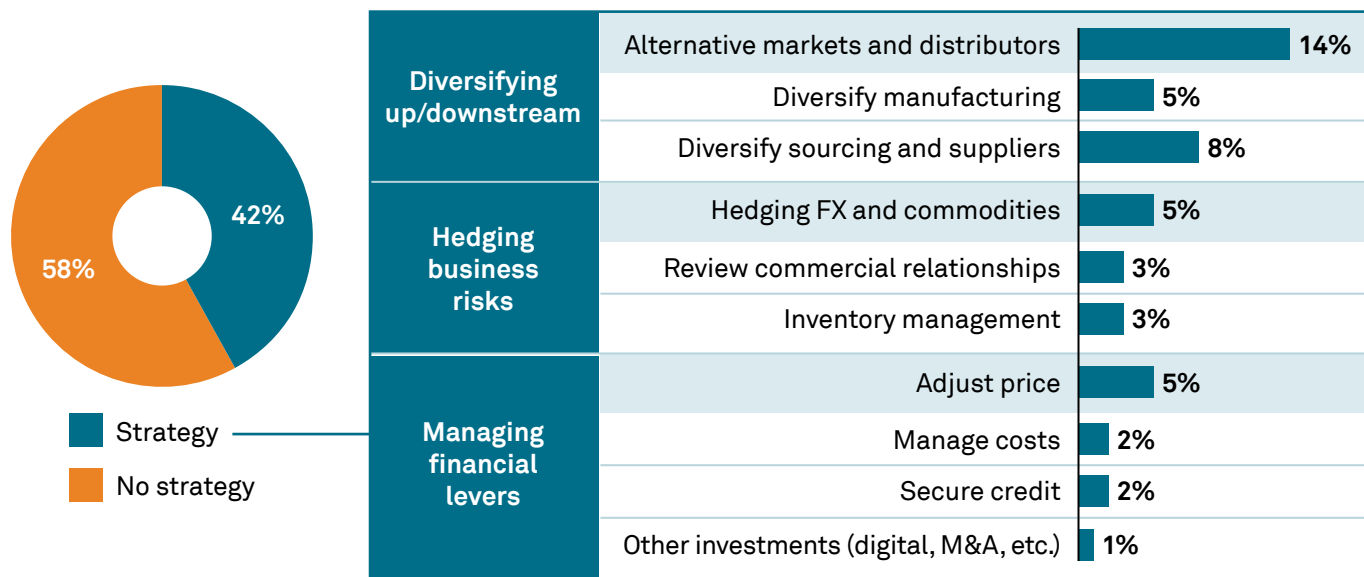 42%
58%
Strategy
No strategy
Diversifying
up/downstream
Alternative markets and distributors 14%
Diversify manufacturing 5%
Diversify sourcing and suppliers 8%
Hedging
business
risks
Hedging FX and commodities 5%
Review commercial relationships 3%
Inventory management 3%
Managing
financial
levers
Adjust price 5%
Manage costs 2%
Secure credit 2%
Other investments (digital, M&A, etc.) 1%